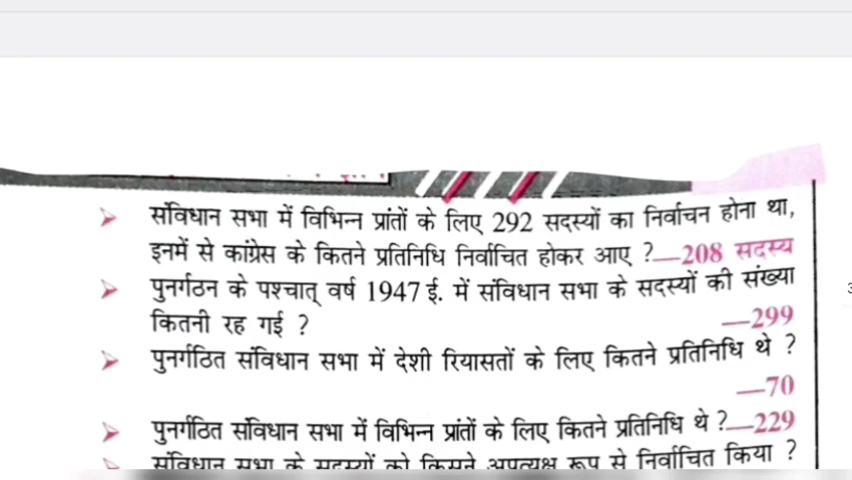 संविधान सभा में विभिन्न प्रांतों के लिए 292 सदस्यों का निर्वाचन होना था,
इनमें से कांग्रेस के कितने प्रतिनिधि निर्वाचित होकर आए ?—208 सदस्य
पुनर्गठन के पश्चात् वर्ष 1947 ई. में संविधान सभा के सदस्यों की संख्या
कितनी रह गई ? —299
पुनर्गठित संविधान सभा में देशी रियासतों के लिए कितने प्रतिनिधि थे ?
—70
पुनर्गठित संविधान सभा में विभिन्न प्रांतों के लिए कितने प्रतिनिधि थे ?—229
संविधान सभा के सदस्यों को किसने अप्रत्यक्ष रूप से निर्वाचित किया ?